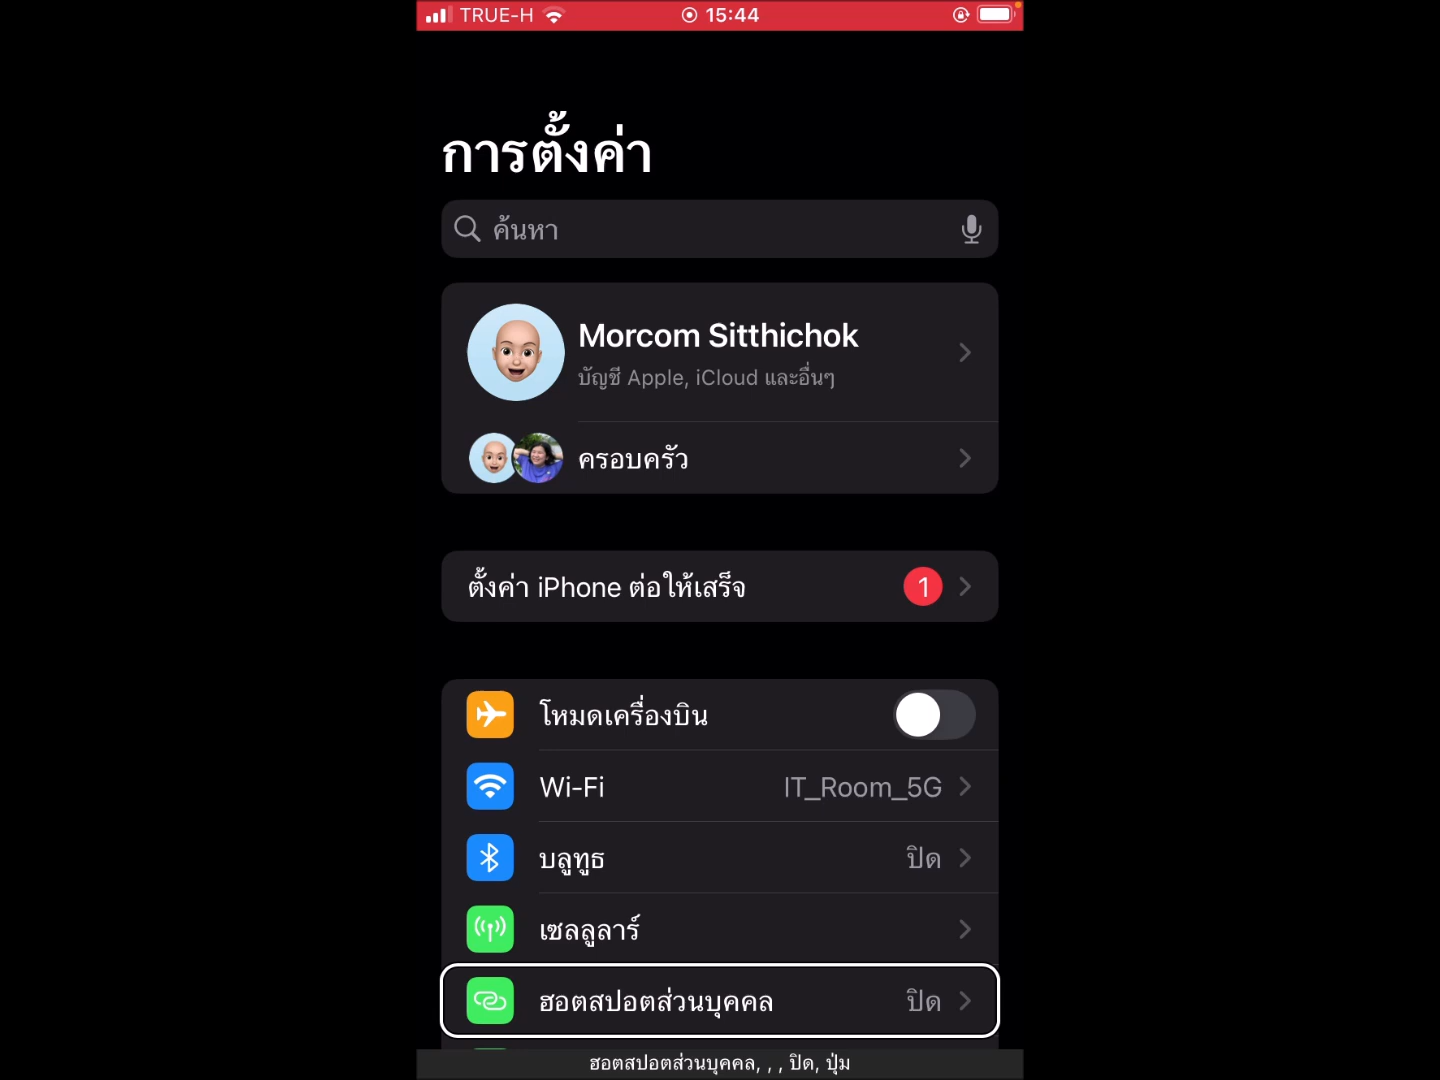 TRUE-H 15:44
การตั้งค่า
ค้นหา
Morcom Sitthichok
บัญชี Apple, iCloud และอื่นๆ
ครอบครัว
ตั้งค่า iPhone ต่อให้เสร็จ 1
โหมดเครื่องบิน
Wi-Fi IT_Room_5G
บลูทูธ ปิด
เซลลูลาร์
ฮอตสปอตส่วนบุคคล ปิด
ฮอตสปอตส่วนบุคคล, , , ปิด, ปุ่ม